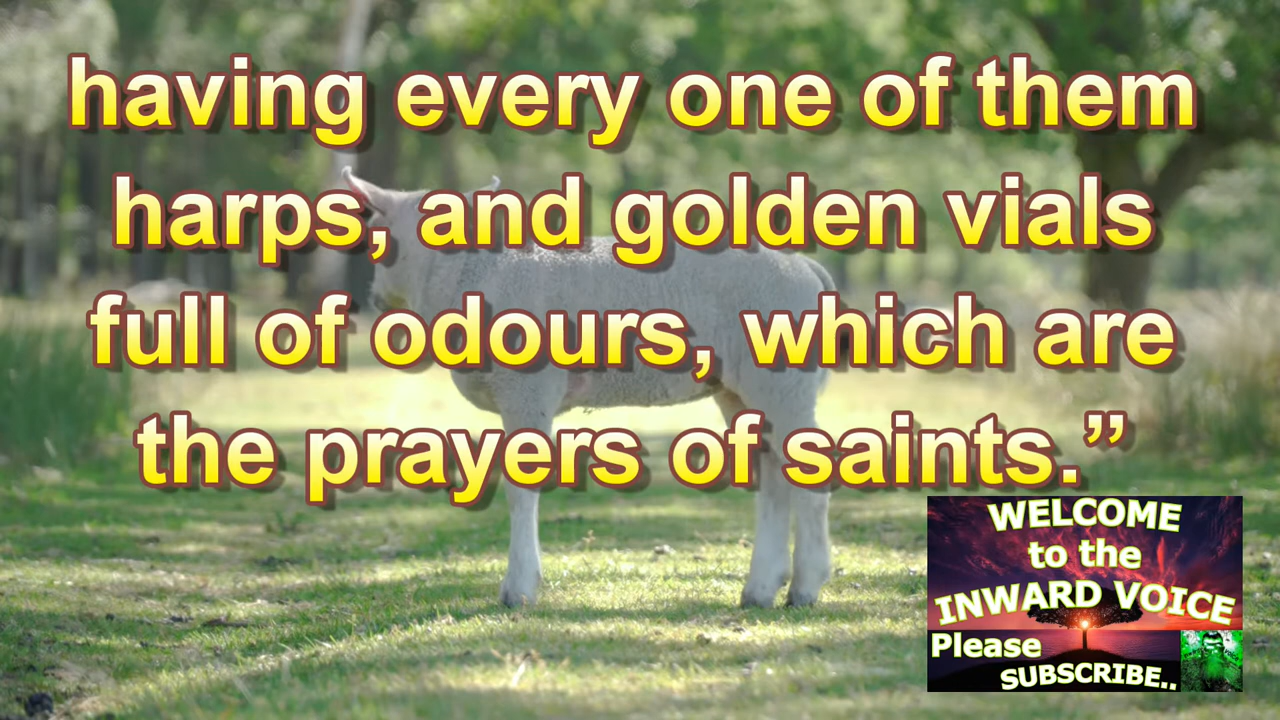 having every one of them
harps, and golden vials
full of odours, which are
the prayers of saints.”
WELCOME
to the
INWARD VOICE
Please
SUBSCRIBE..